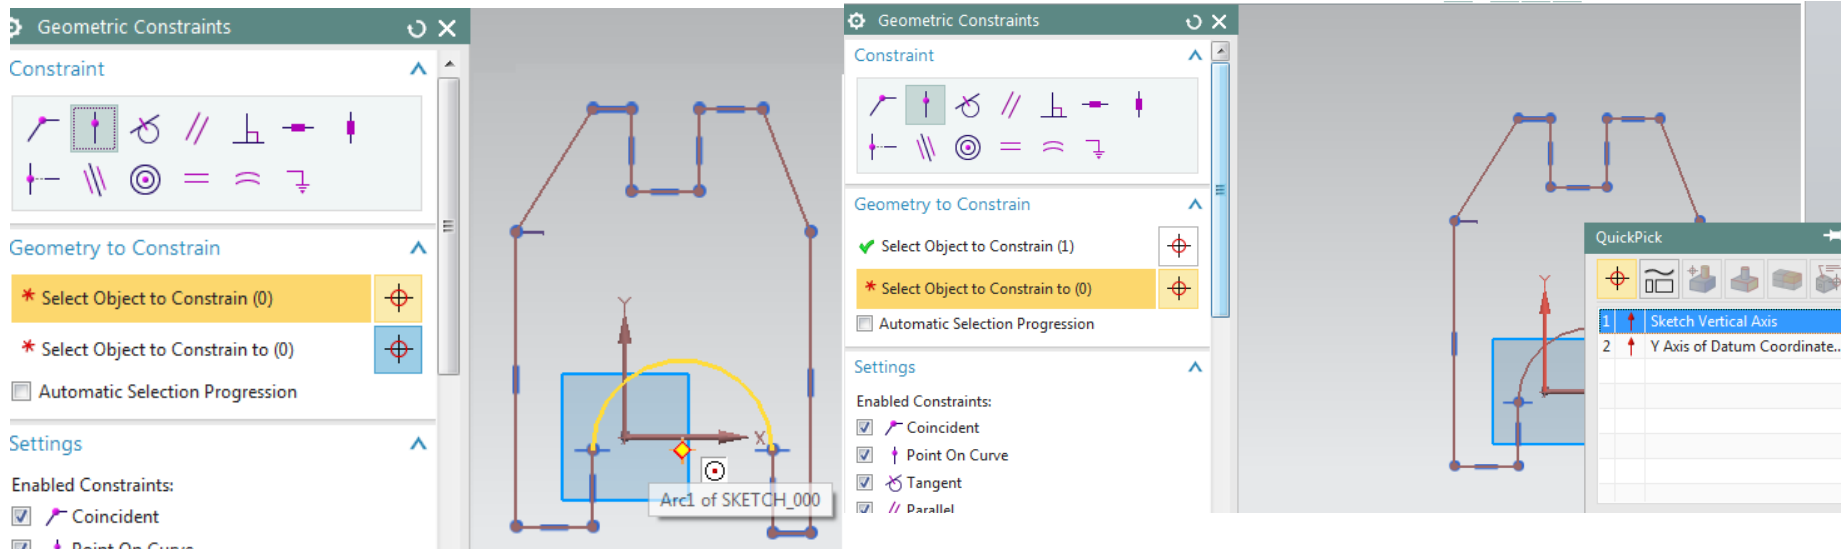 Geometric Constraints
Constraint
Geometry to Constrain
* Select Object to Constrain (0)
* Select Object to Constrain to (0)
Automatic Selection Progression
Settings
Enabled Constraints:
Coincident
Point On Curve
Y
X
Arc1 of SKETCH_000
Geometric Constraints
Constraint
Geometry to Constrain
Select Object to Constrain (1)
* Select Object to Constrain to (0)
Automatic Selection Progression
Settings
Enabled Constraints:
Coincident
Point On Curve
Tangent
Parallel
Y
QuickPick
1 Sketch Vertical Axis
2 Y Axis of Datum Coordinate...